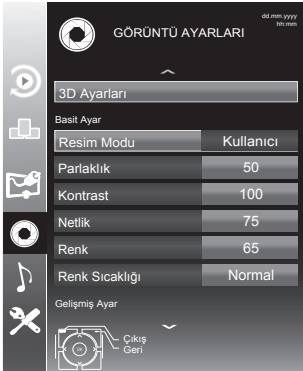 GÖRÜNTÜ AYARLARI
dd.mm.yyyy
hh:mm
3D Ayarları
Basit Ayar
Resim Modu Kullanıcı
Parlaklık 50
Kontrast 100
Netlik 75
Renk 65
Renk Sıcaklığı Normal
Gelişmiş Ayar
Çıkış
Geri
OK